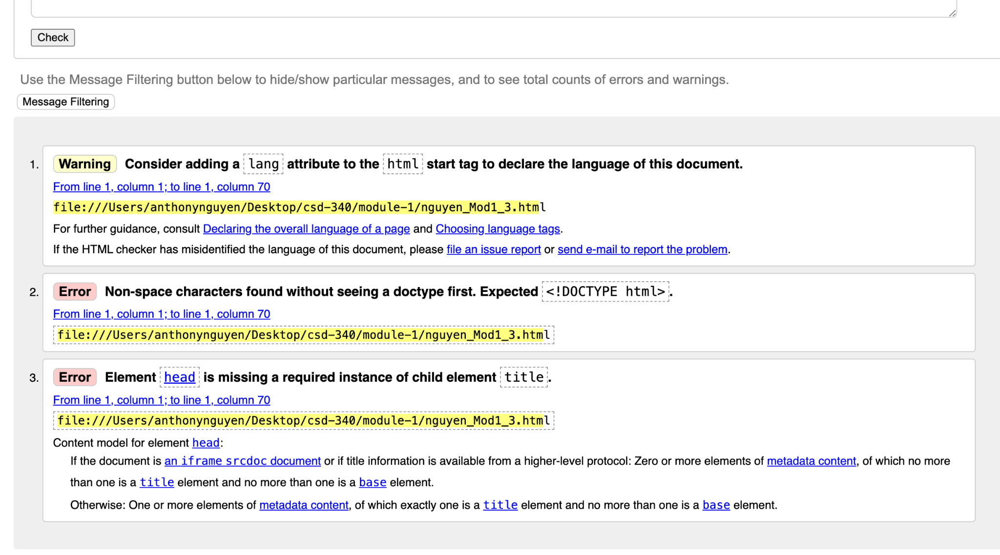 Check
Use the Message Filtering button below to hide/show particular messages, and to see total counts of errors and warnings.
Message Filtering
1. Warning Consider adding a lang attribute to the html start tag to declare the language of this document.
From line 1, column 1; to line 1, column 70
file:///Users/anthonynguyen/Desktop/csd-340/module-1/nguyen_Mod1_3.html
For further guidance, consult Declaring the overall language of a page and Choosing language tags.
If the HTML checker has misidentified the language of this document, please file an issue report or send e-mail to report the problem.
2. Error Non-space characters found without seeing a doctype first. Expected <!DOCTYPE html>.
From line 1, column 1; to line 1, column 70
file:///Users/anthonynguyen/Desktop/csd-340/module-1/nguyen_Mod1_3.html
3. Error Element head is missing a required instance of child element title.
From line 1, column 1; to line 1, column 70
file:///Users/anthonynguyen/Desktop/csd-340/module-1/nguyen_Mod1_3.html
Content model for element head:
If the document is an iframe srcdoc document or if title information is available from a higher-level protocol: Zero or more elements of metadata content, of which no more
than one is a title element and no more than one is a base element.
Otherwise: One or more elements of metadata content, of which exactly one is a title element and no more than one is a base element.